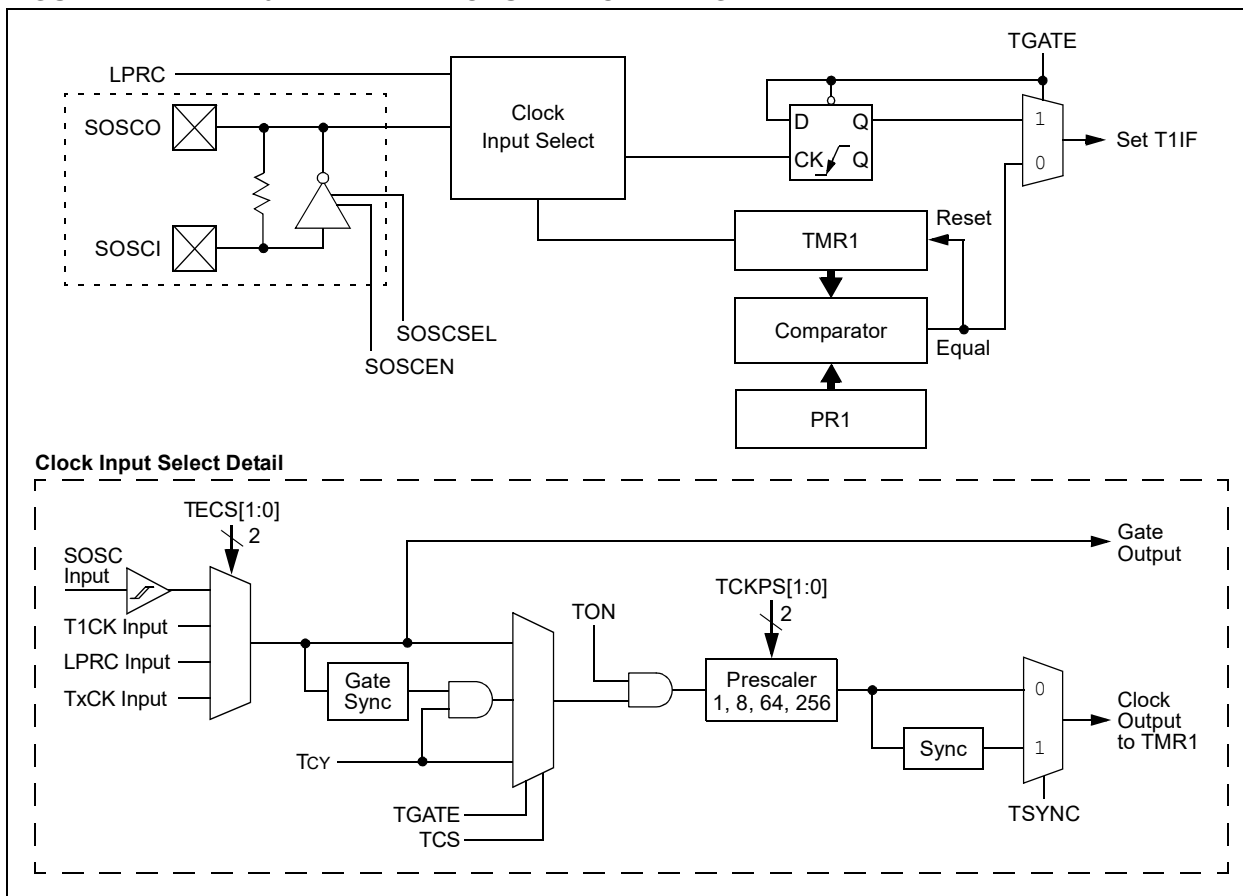 TGATE
LPRC
Clock
Input Select
SOSCO
D Q
CK Q
1
0
Set T1IF
SOSCI
TMR1
Reset
Comparator
Equal
SOSCSEL
SOSCEN
PR1
Clock Input Select Detail
TECS[1:0]
2
SOSC
Input
T1CK Input
LPRC Input
TxCK Input
Gate
Output
TCKPS[1:0]
2
TON
Gate
Sync
Prescaler
1, 8, 64, 256
0
1
Clock
Output
to TMR1
Sync
TCY
TGATE
TCS
TSYNC